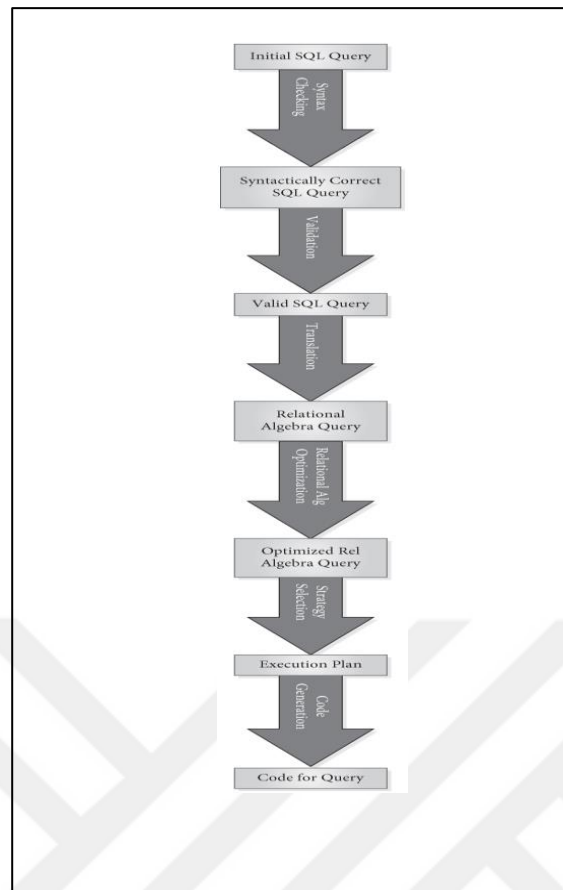 Initial SQL Query
Syntax
Checking
Syntactically Correct
SQL Query
Validation
Valid SQL Query
Translation
Relational
Algebra Query
Relational Alg
Optimization
Optimized Rel
Algebra Query
Strategy
Selection
Execution Plan
Code
Generation
Code for Query